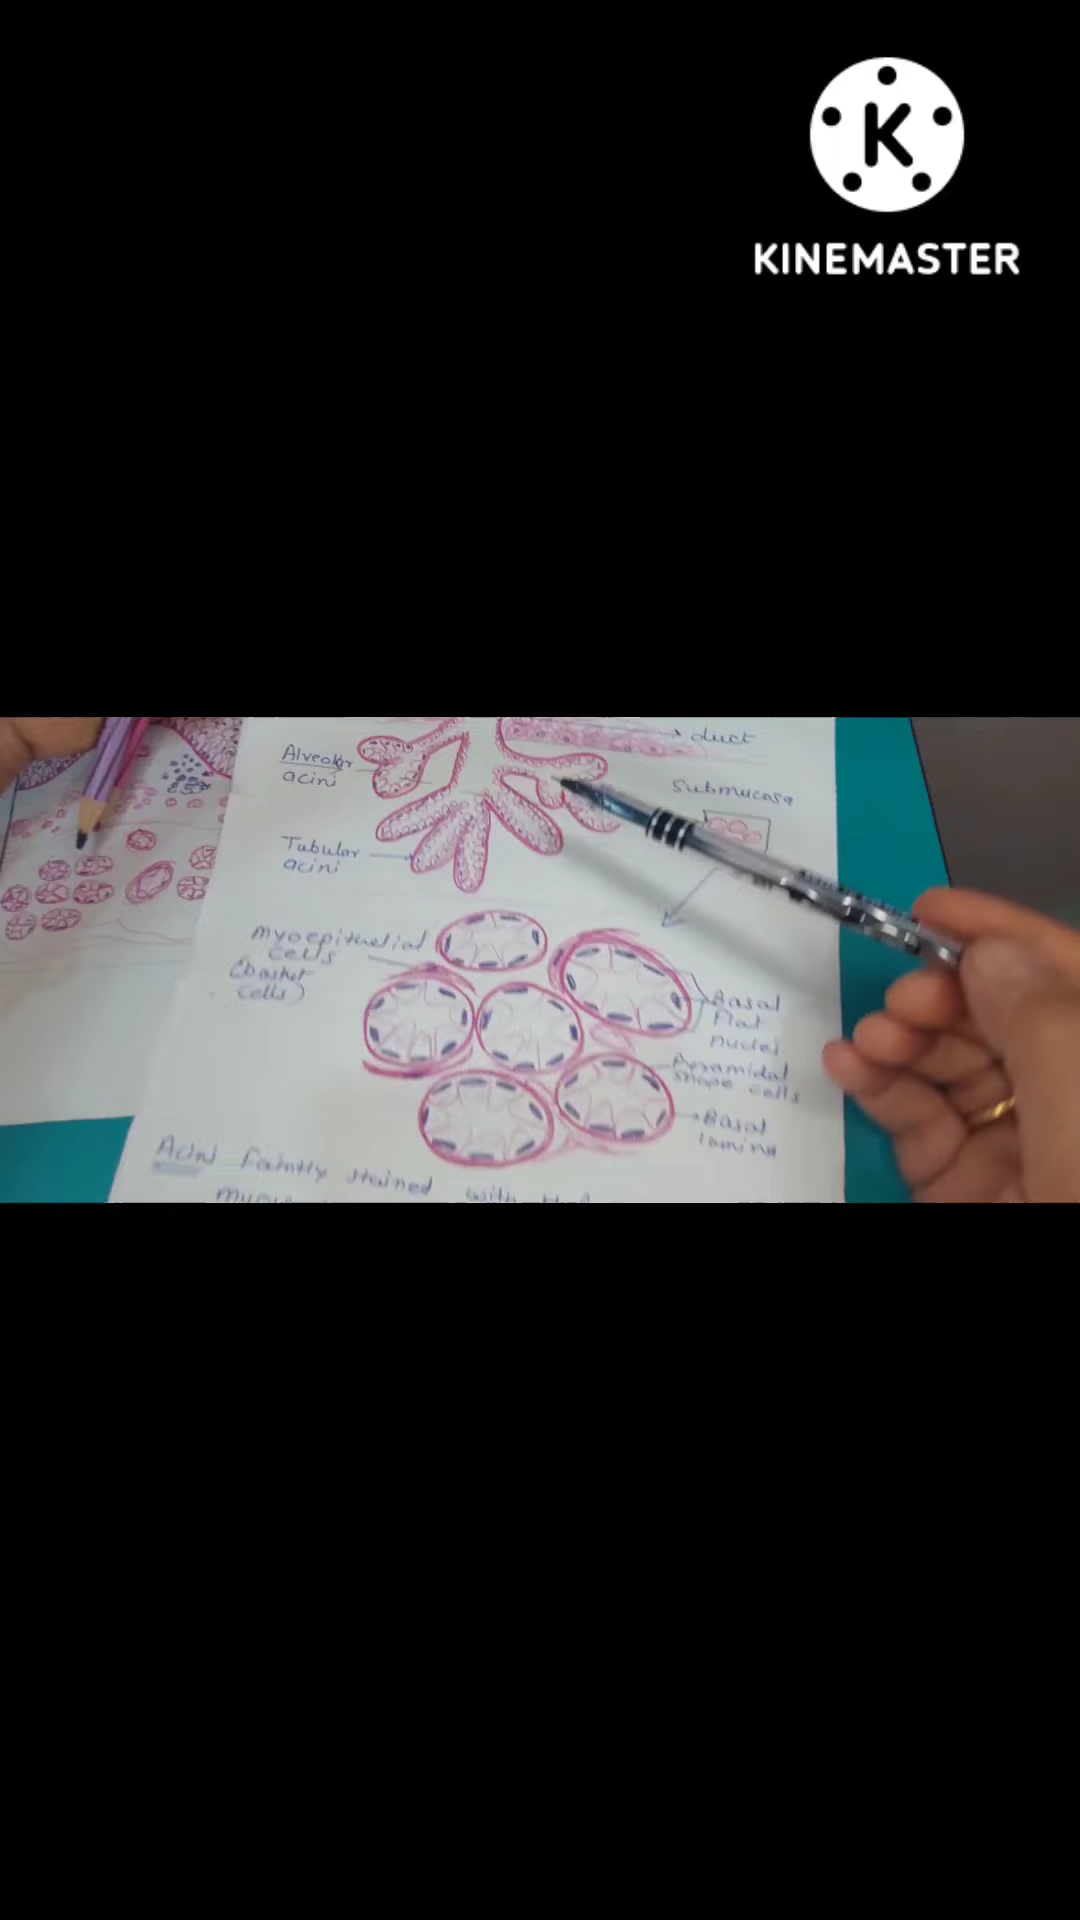 K
KINEMASTER
duct
Alveolar
acini
submucosa
Tubular
acini
myoepithelial
cells
(basket
cells)
Basal
flat
nuclei
Pyramidal
shape cells
Basal
lamina
Acini faintly stained with